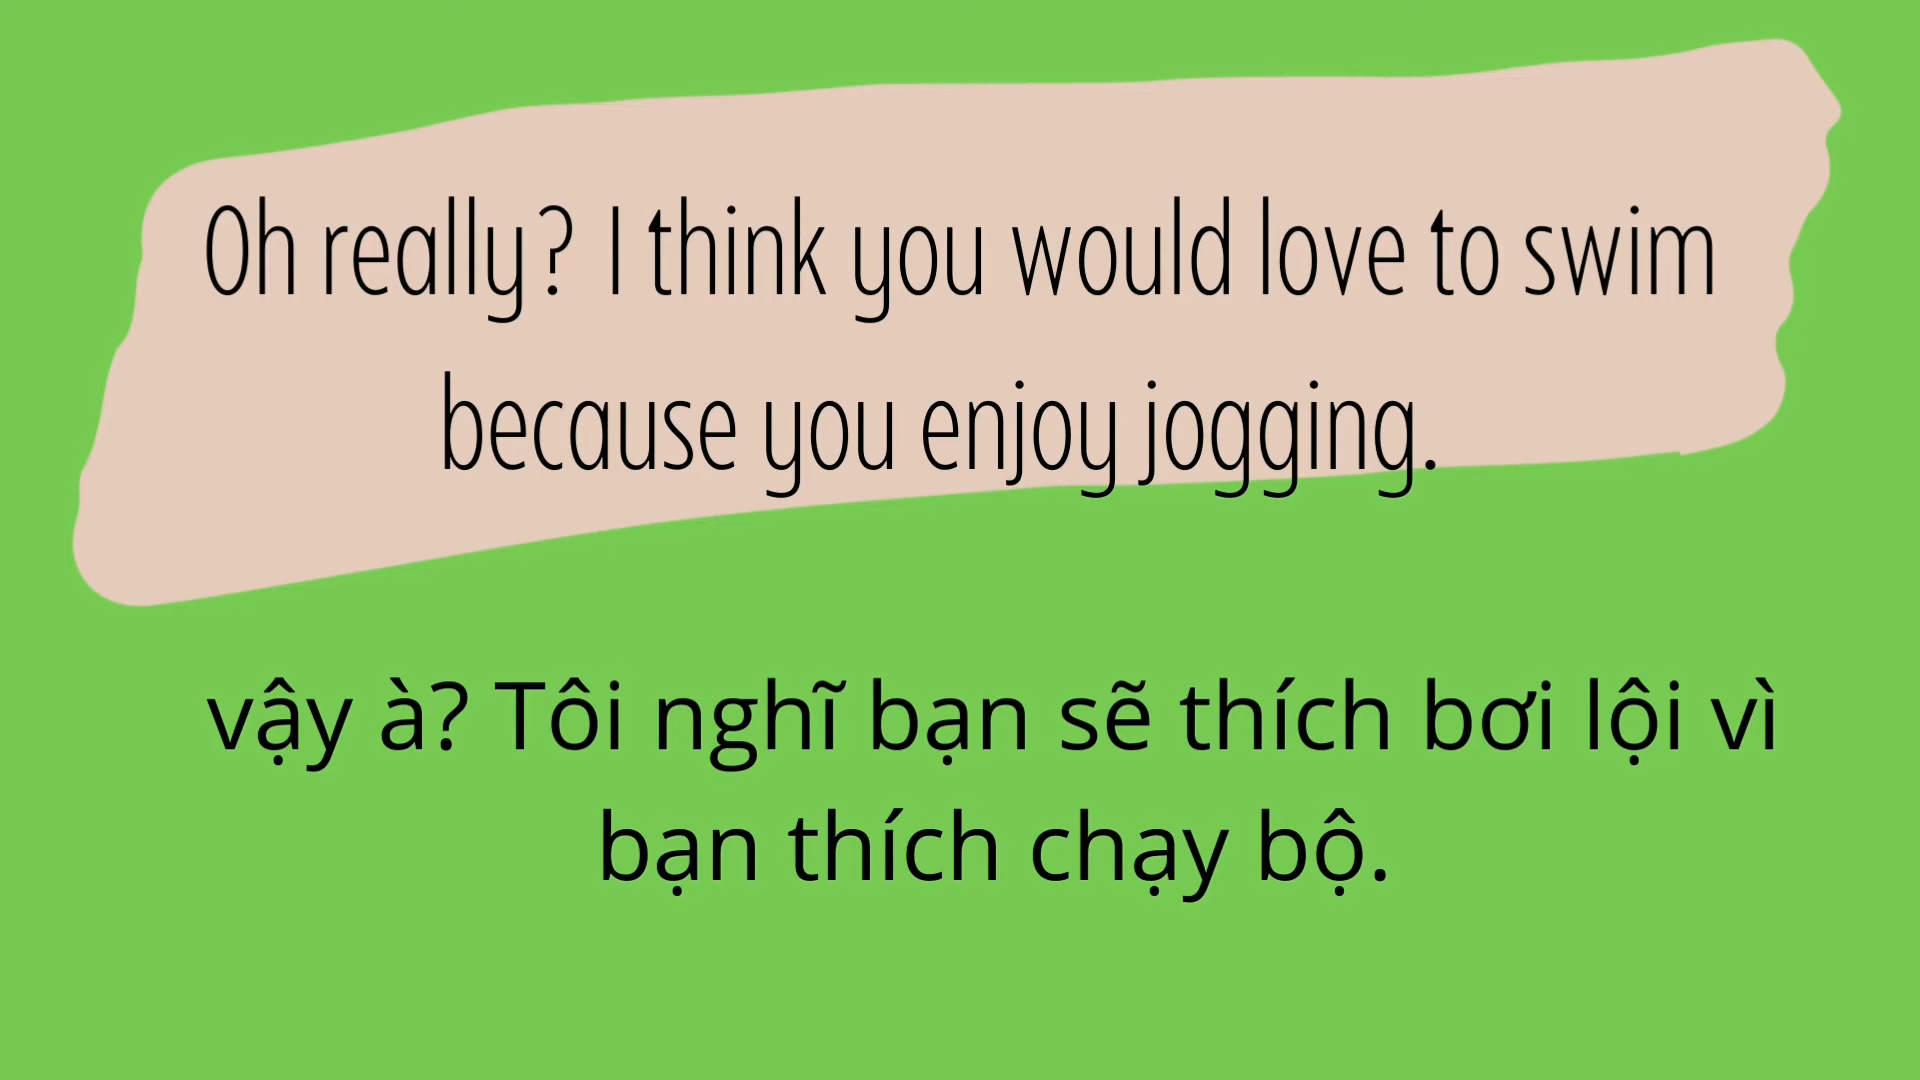 Oh really? I think you would love to swim
because you enjoy jogging.
vậy à? Tôi nghĩ bạn sẽ thích bơi lội vì
bạn thích chạy bộ.